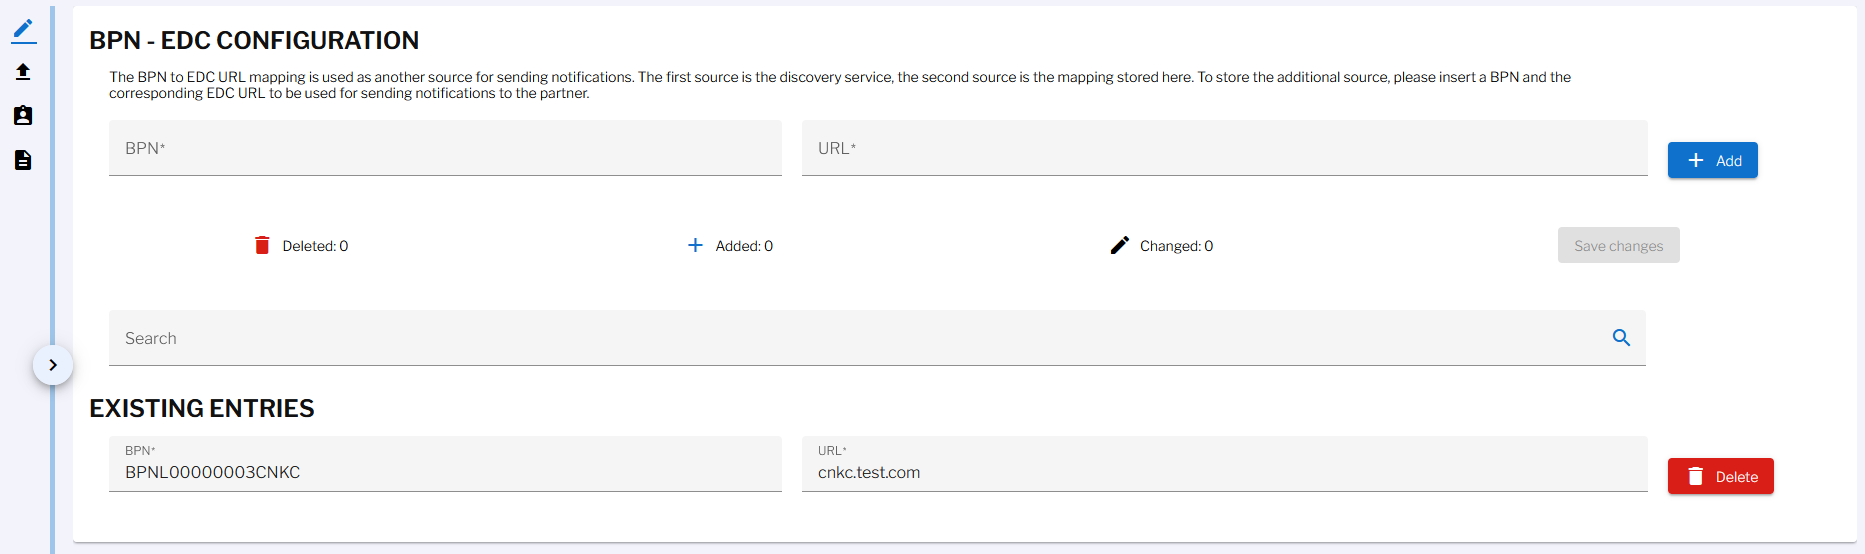 BPN - EDC CONFIGURATION
The BPN to EDC URL mapping is used as another source for sending notifications. The first source is the discovery service, the second source is the mapping stored here. To store the additional source, please insert a BPN and the
corresponding EDC URL to be used for sending notifications to the partner.
BPN*
URL*
Add
Deleted: 0
Added: 0
Changed: 0
Save changes
Search
EXISTING ENTRIES
BPN*
BPNL00000003CNKC
URL*
cnkc.test.com
Delete